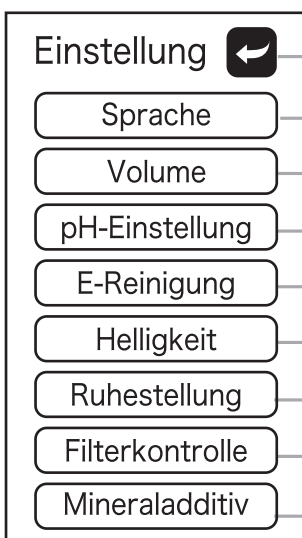 Einstellung
Sprache
Volume
pH-Einstellung
E-Reinigung
Helligkeit
Ruhestellung
Filterkontrolle
Mineraladditiv